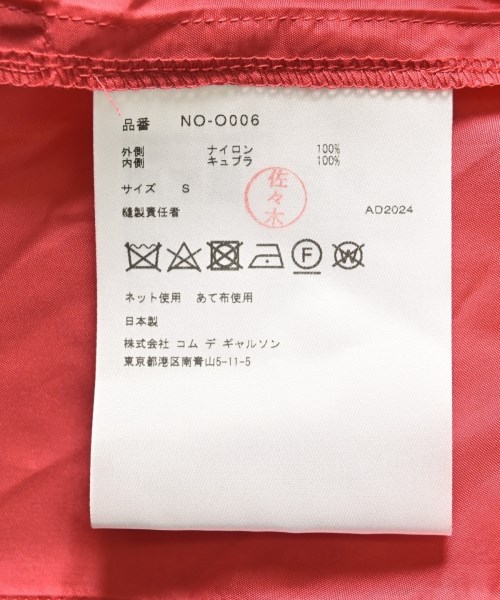 品番 NO-O006
外側 ナイロン 100%
内側 キュプラ 100%
サイズ S
佐々木
縫製責任者 AD2024
F W
ネット使用 あて布使用
日本製
株式会社 コム デ ギャルソン
東京都港区南青山5-11-5